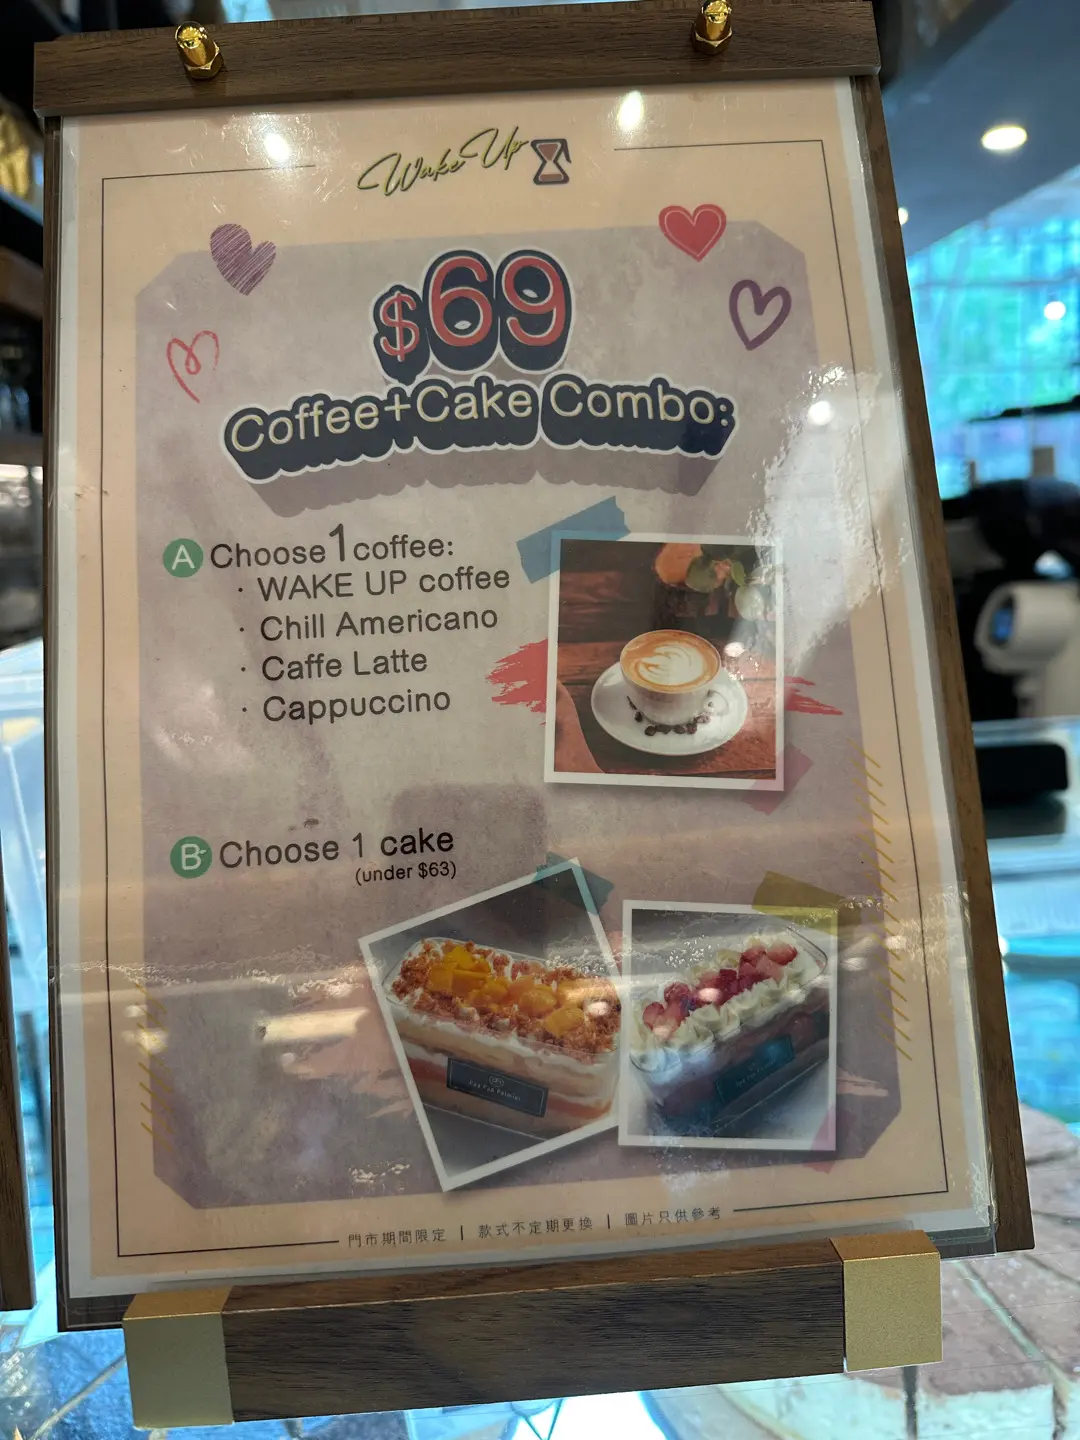 Wake Up
$69
Coffee+Cake Combo:
A Choose 1 coffee:
· WAKE UP coffee
· Chill Americano
· Caffe Latte
· Cappuccino
B Choose 1 cake
(under $63)
門市期間限定 | 款式不定期更換 | 圖片只供參考